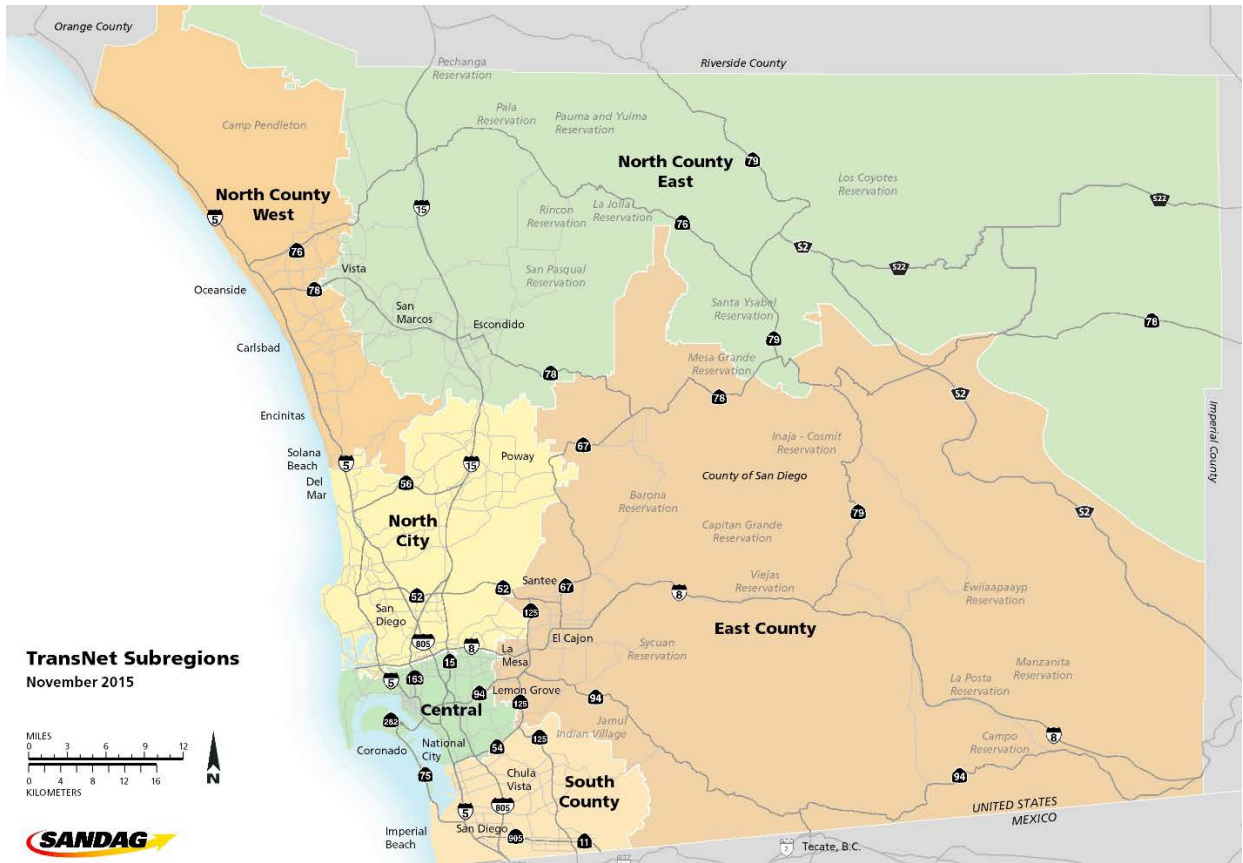 Orange County
Riverside County
Pechanga
Reservation
Pala
Reservation
Pauma and Yuima
Reservation
Camp Pendleton
North County
East
79
Los Coyotes
Reservation
North County
West
5
15
Rincon
Reservation
La Jolla
Reservation
76
S22
76
S2
S22
Vista
San Pasqual
Reservation
Oceanside
78
San
Marcos
Escondido
Santa Ysabel
Reservation
79
78
Carlsbad
78
Mesa Grande
Reservation
78
S2
Imperial County
Encinitas
Inaja - Cosmit
Reservation
67
Solana
Beach
5
15
Poway
County of San Diego
Del
Mar
56
Barona
Reservation
North
City
Capitan Grande
Reservation
79
S2
Viejas
Reservation
Ewiiaapaayp
Reservation
Santee
52
52
67
8
San
Diego
125
East County
El Cajon
805
8
La
Mesa
Sycuan
Reservation
15
Manzanita
Reservation
TransNet Subregions
November 2015
5
163
94
Lemon Grove
La Posta
Reservation
125
94
Central
282
Jamul
Indian Village
8
Campo
Reservation
MILES
0 3 6 9 12
0 4 8 12 16
KILOMETERS
N
Coronado
National
City
54
125
75
Chula
Vista
South
County
94
5
805
UNITED STATES
MEXICO
Imperial
Beach
San Diego
905
11
2
Tecate, B.C.
SANDAG